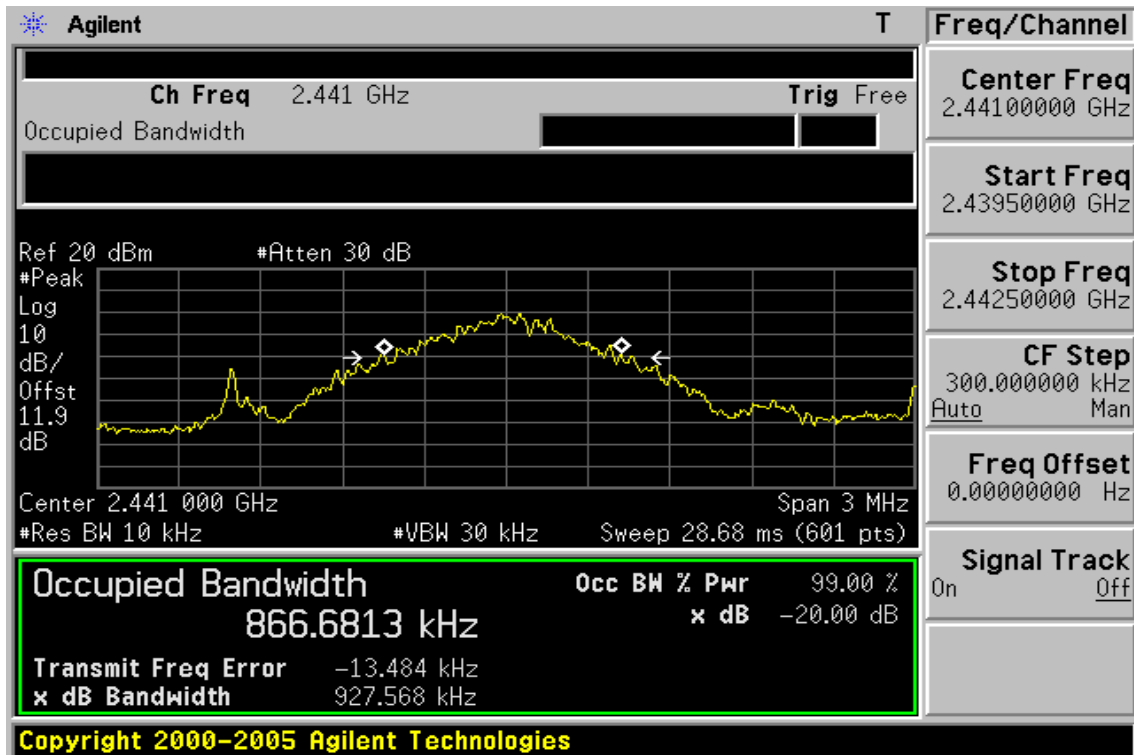 Agilent T
Ch Freq 2.441 GHz Trig Free
Occupied Bandwidth
Ref 20 dBm #Atten 30 dB
#Peak
Log
10
dB/
Offst
11.9
dB
Center 2.441 000 GHz Span 3 MHz
#Res BW 10 kHz #VBW 30 kHz Sweep 28.68 ms (601 pts)
Occupied Bandwidth
866.6813 kHz
Occ BW % Pwr 99.00 %
x dB -20.00 dB
Transmit Freq Error -13.484 kHz
x dB Bandwidth 927.568 kHz
Copyright 2000-2005 Agilent Technologies
Freq/Channel
Center Freq
2.44100000 GHz
Start Freq
2.43950000 GHz
Stop Freq
2.44250000 GHz
CF Step
300.000000 kHz
Auto Man
Freq Offset
0.00000000 Hz
Signal Track
On Off